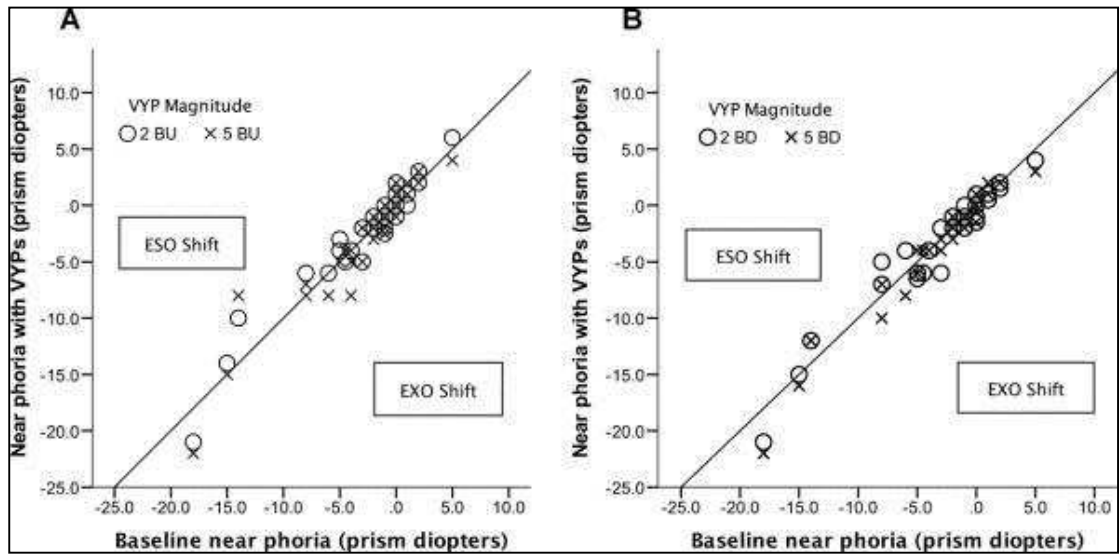 A
Near phoria with VYPs (prism diopters)
10.0
5.0
.0
-5.0
-10.0
-15.0
-20.0
-25.0
VYP Magnitude
2 BU 5 BU
ESO Shift
EXO Shift
-25.0 -20.0 -15.0 -10.0 -5.0 .0 5.0 10.0
Baseline near phoria (prism diopters)
B
Near phoria with VYPs (prism diopters)
10.0
5.0
.0
-5.0
-10.0
-15.0
-20.0
-25.0
VYP Magnitude
2 BD 5 BD
ESO Shift
EXO Shift
-25.0 -20.0 -15.0 -10.0 -5.0 .0 5.0 10.0
Baseline near phoria (prism diopters)